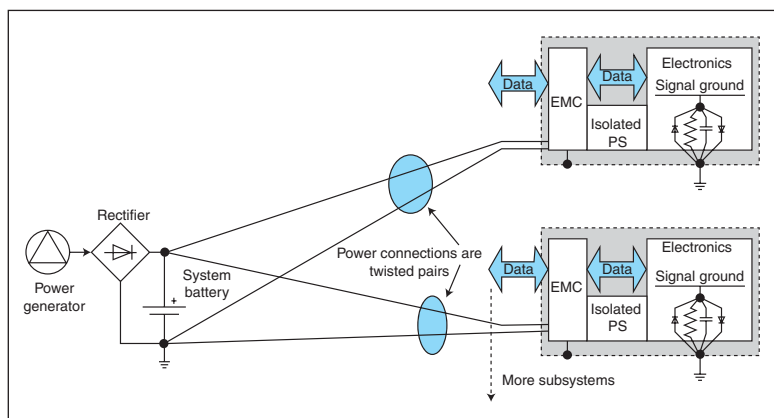 Data
Data
EMC
Electronics
Signal ground
Isolated
PS
Rectifier
Power
generator
System
battery
+
Power connections are
twisted pairs
Data
Data
EMC
Electronics
Signal ground
Isolated
PS
More subsystems